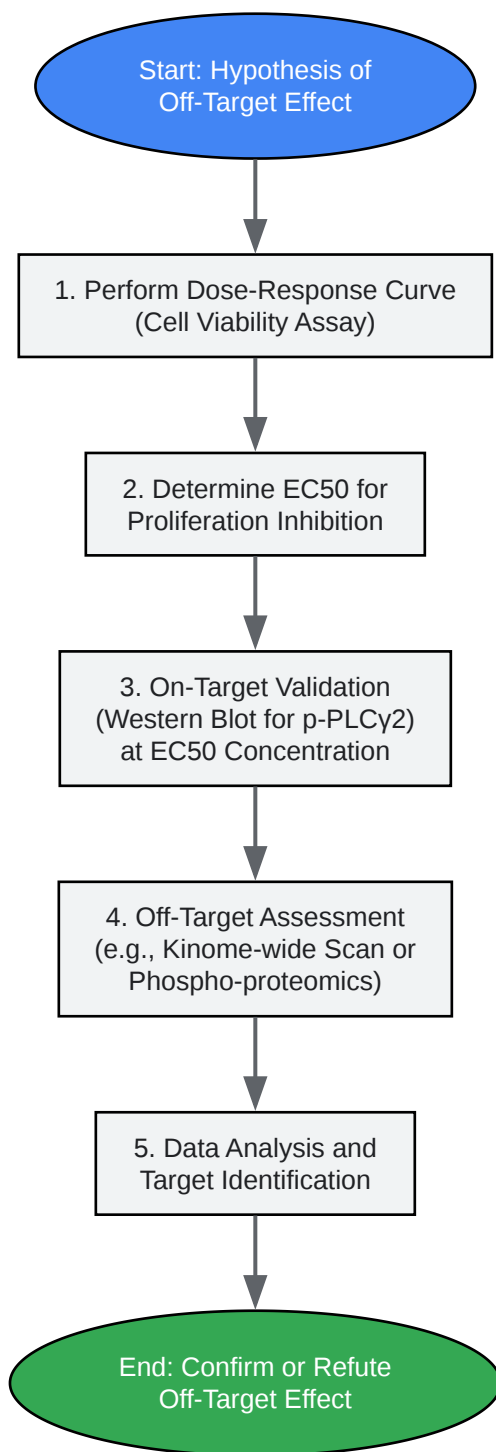 Start: Hypothesis of
Off-Target Effect
1. Perform Dose-Response Curve
(Cell Viability Assay)
2. Determine EC50 for
Proliferation Inhibition
3. On-Target Validation
(Western Blot for p-PLCγ2)
at EC50 Concentration
4. Off-Target Assessment
(e.g., Kinome-wide Scan or
Phospho-proteomics)
5. Data Analysis and
Target Identification
End: Confirm or Refute
Off-Target Effect